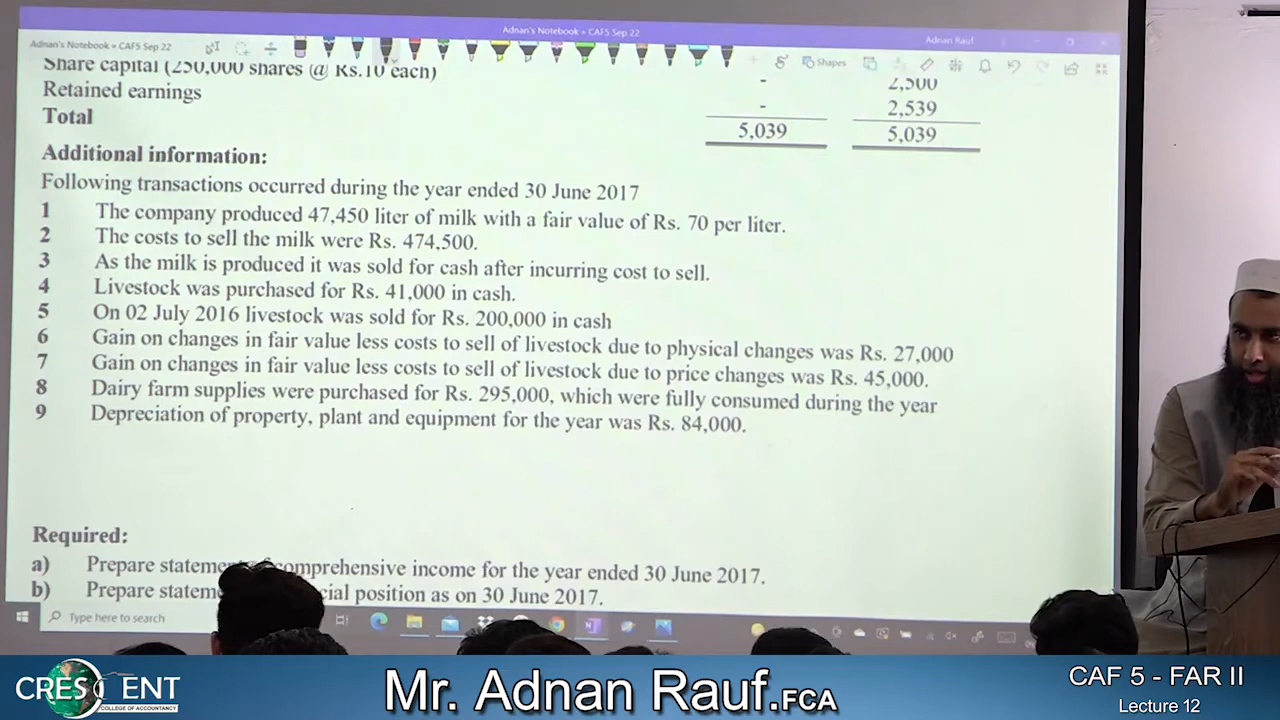 Adnan's Notebook » CAF5 Sep 22
Adnan's Notebook » CAF5 Sep 22
Adnan Rauf
Shapes
Share capital (250,000 shares @ Rs.10 each) - 2,500
Retained earnings - 2,539
Total 5,039 5,039
Additional information:
Following transactions occurred during the year ended 30 June 2017
1 The company produced 47,450 liter of milk with a fair value of Rs. 70 per liter.
2 The costs to sell the milk were Rs. 474,500.
3 As the milk is produced it was sold for cash after incurring cost to sell.
4 Livestock was purchased for Rs. 41,000 in cash.
5 On 02 July 2016 livestock was sold for Rs. 200,000 in cash
6 Gain on changes in fair value less costs to sell of livestock due to physical changes was Rs. 27,000
7 Gain on changes in fair value less costs to sell of livestock due to price changes was Rs. 45,000.
8 Dairy farm supplies were purchased for Rs. 295,000, which were fully consumed during the year
9 Depreciation of property, plant and equipment for the year was Rs. 84,000.
Required:
a) Prepare statement comprehensive income for the year ended 30 June 2017.
b) Prepare position as on 30 June 2017.
Type here to search
CRESCENT
COLLEGE OF ACCOUNTANCY
Mr. Adnan Rauf.FCA
CAF 5 - FAR II
Lecture 12